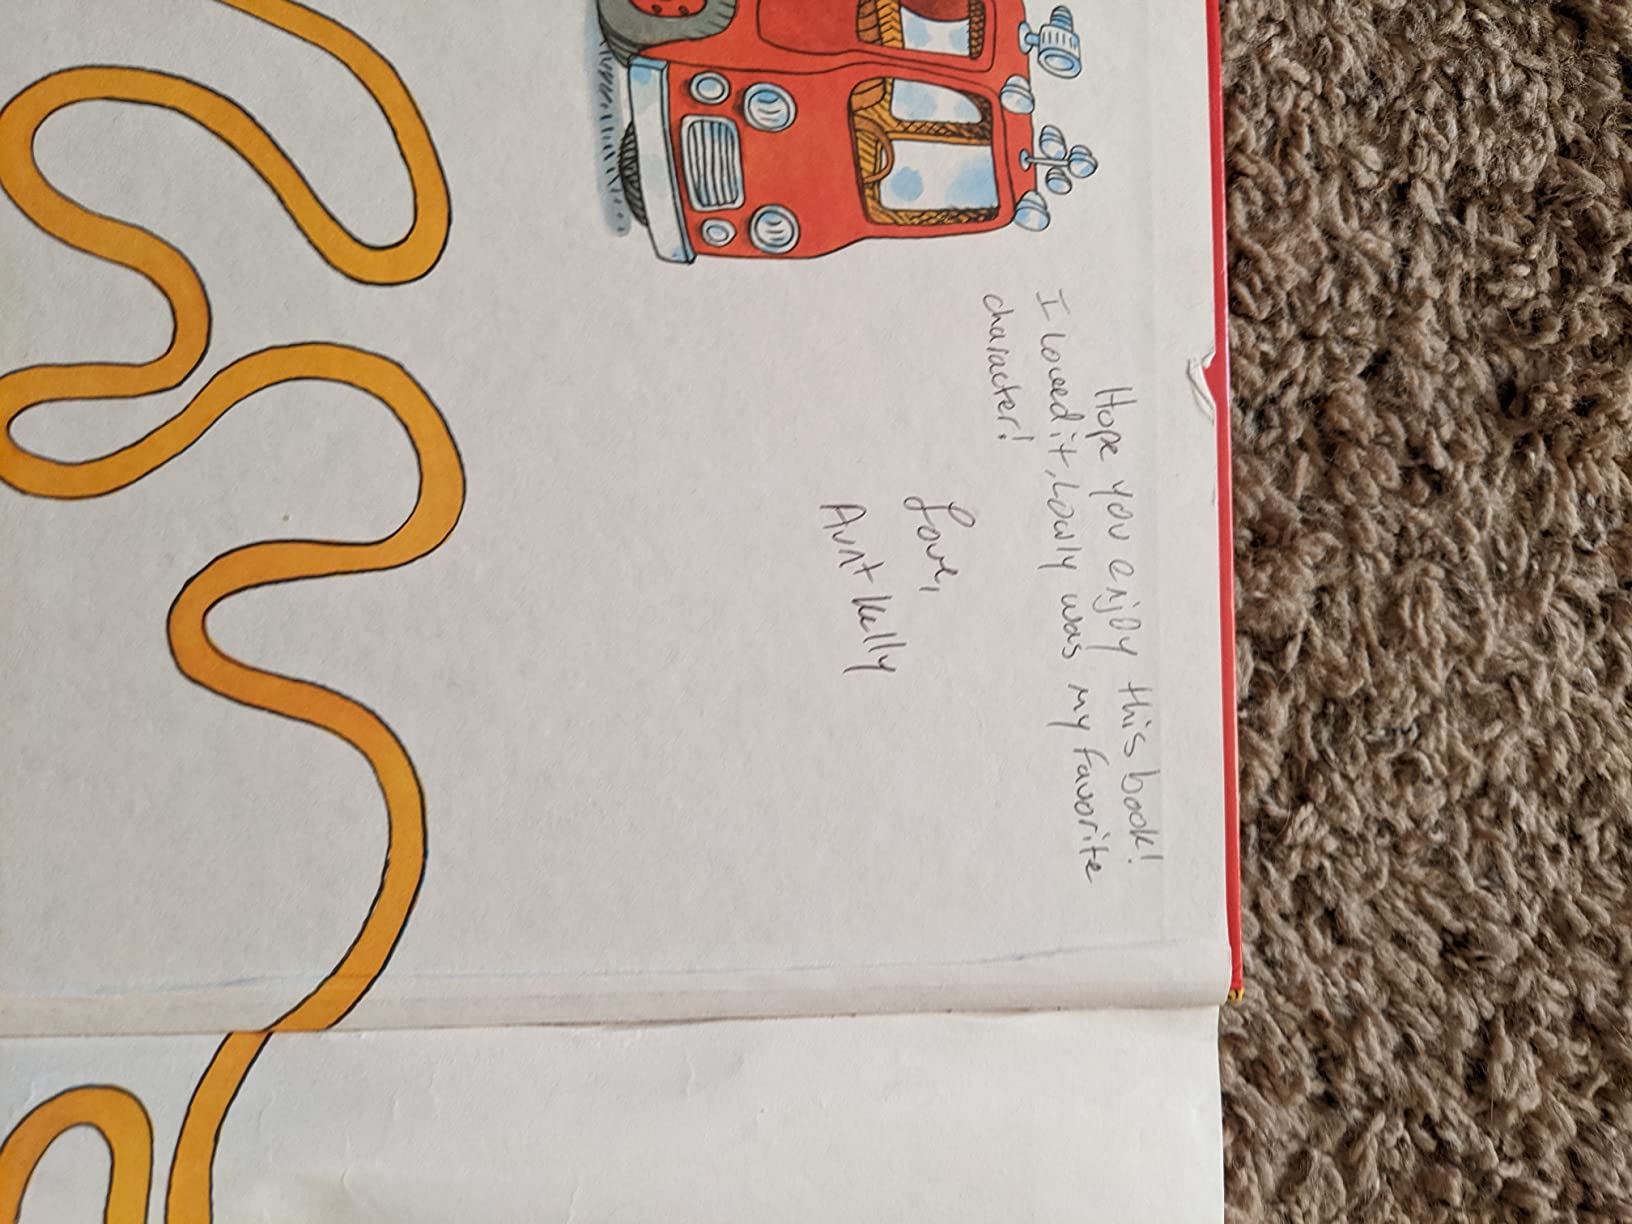 Hope you enjoy this book!
I loved it, Lowly was my favorite
character!
Love,
Aunt Kelly